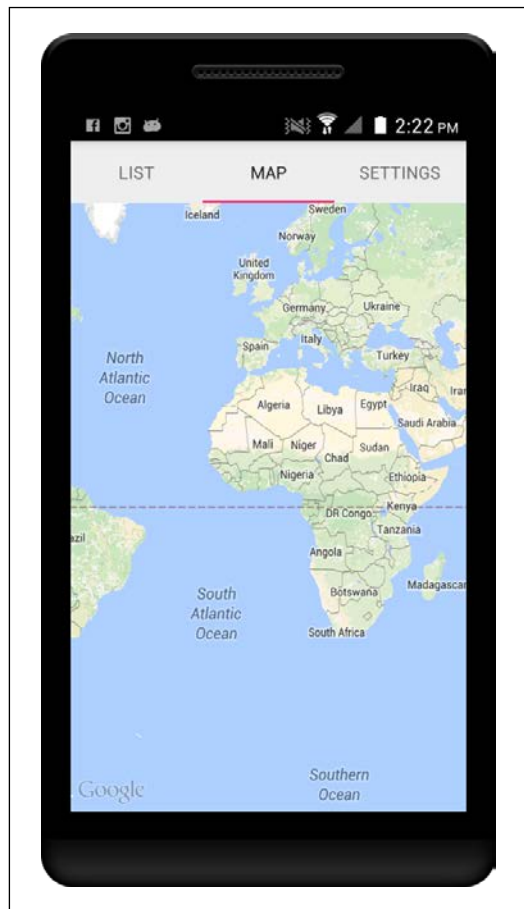 2:22 PM
LIST MAP SETTINGS
Iceland
Sweden
Norway
United
Kingdom
Germany
Ukraine
Spain
Italy
Turkey
North
Atlantic
Ocean
Iraq
Iran
Algeria
Libya
Egypt
Saudi Arabia
Mali
Niger
Sudan
Chad
Nigeria
Ethiopia
DR Congo
Kenya
azil
Tanzania
Angola
Madagascar
Botswana
South
Atlantic
Ocean
South Africa
Southern
Ocean
Google